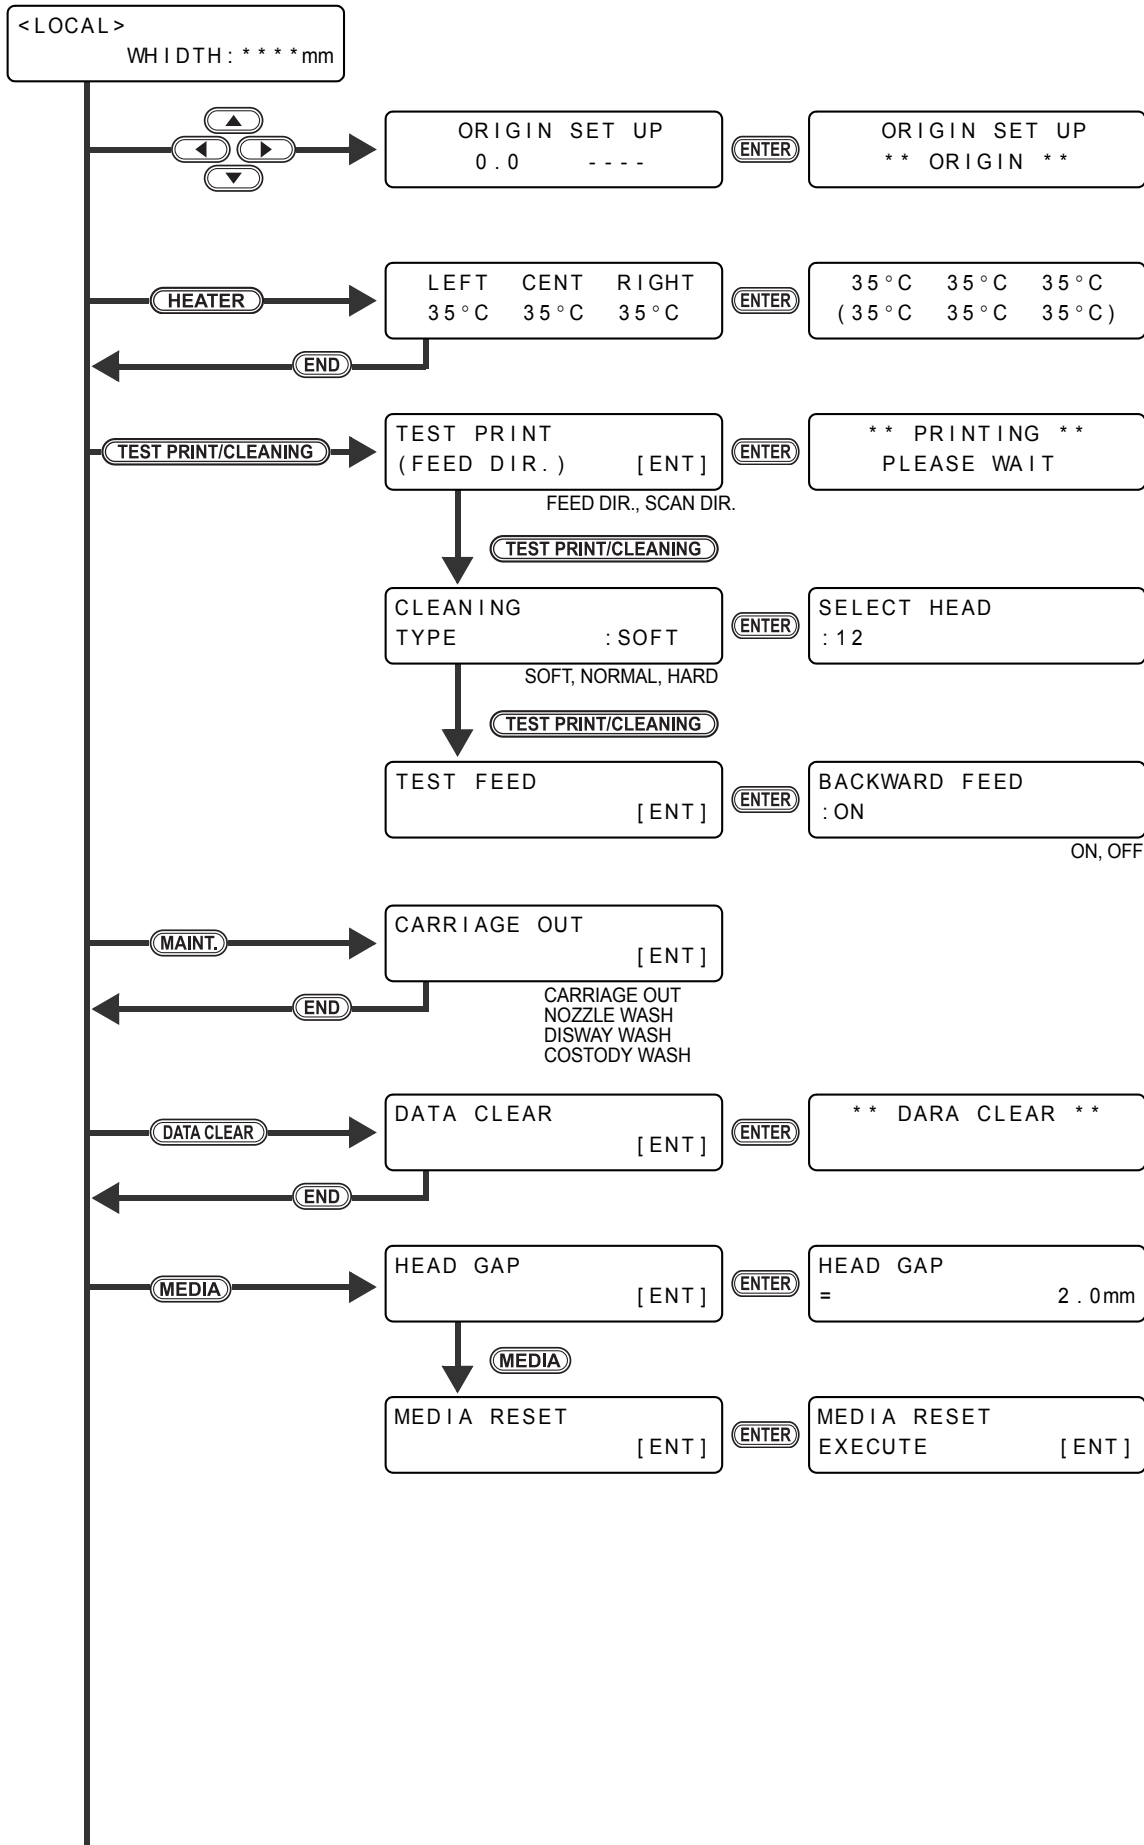 <LOCAL>
WHIDTH:****mm
ORIGIN SET UP
0.0 ----
ENTER
ORIGIN SET UP
** ORIGIN **
HEATER
LEFT CENT RIGHT
35°C 35°C 35°C
ENTER
35°C 35°C 35°C
(35°C 35°C 35°C)
END
TEST PRINT/CLEANING
TEST PRINT
(FEED DIR.) [ENT]
ENTER
** PRINTING **
PLEASE WAIT
FEED DIR., SCAN DIR.
TEST PRINT/CLEANING
CLEANING
TYPE :SOFT
ENTER
SELECT HEAD
:12
SOFT, NORMAL, HARD
TEST PRINT/CLEANING
TEST FEED
[ENT]
ENTER
BACKWARD FEED
:ON
ON, OFF
MAINT.
CARRIAGE OUT
[ENT]
END
CARRIAGE OUT
NOZZLE WASH
DISWAY WASH
COSTODY WASH
DATA CLEAR
DATA CLEAR
[ENT]
ENTER
** DARA CLEAR **
END
MEDIA
HEAD GAP
[ENT]
ENTER
HEAD GAP
= 2.0mm
MEDIA
MEDIA RESET
[ENT]
ENTER
MEDIA RESET
EXECUTE [ENT]